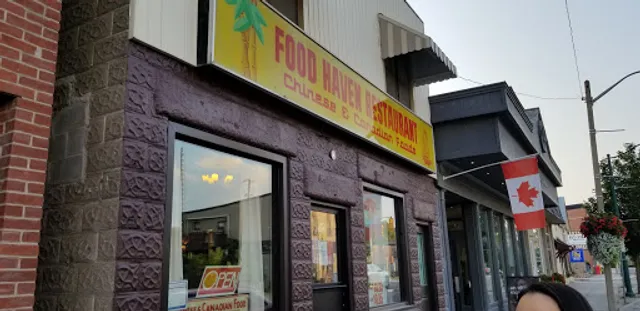 FOOD HAVEN RESTAURANT
Chinese & Canadian Foods
OPEN
& CANADIAN FOOD